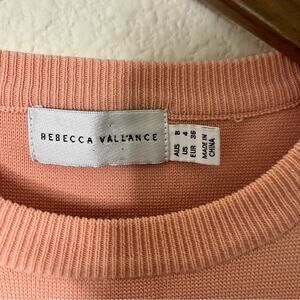 REBECCA VALLANCE
AUS 8
US 4
EUR 36
MADE IN
CHINA